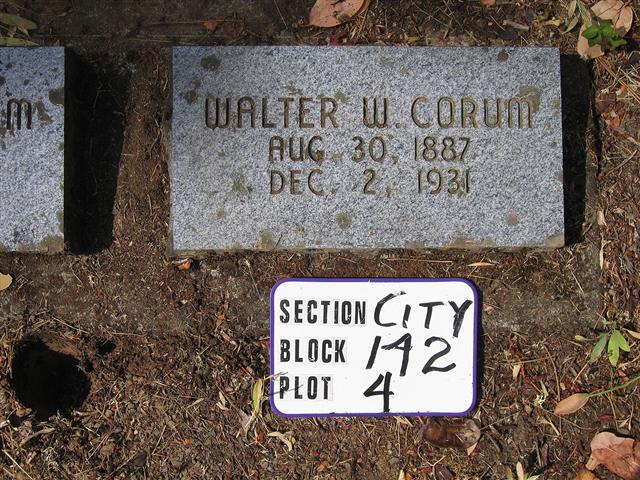 M
WALTER W. CORUM
AUG. 30, 1887
DEC. 2, 1931
SECTION CITY
BLOCK 142
PLOT 4